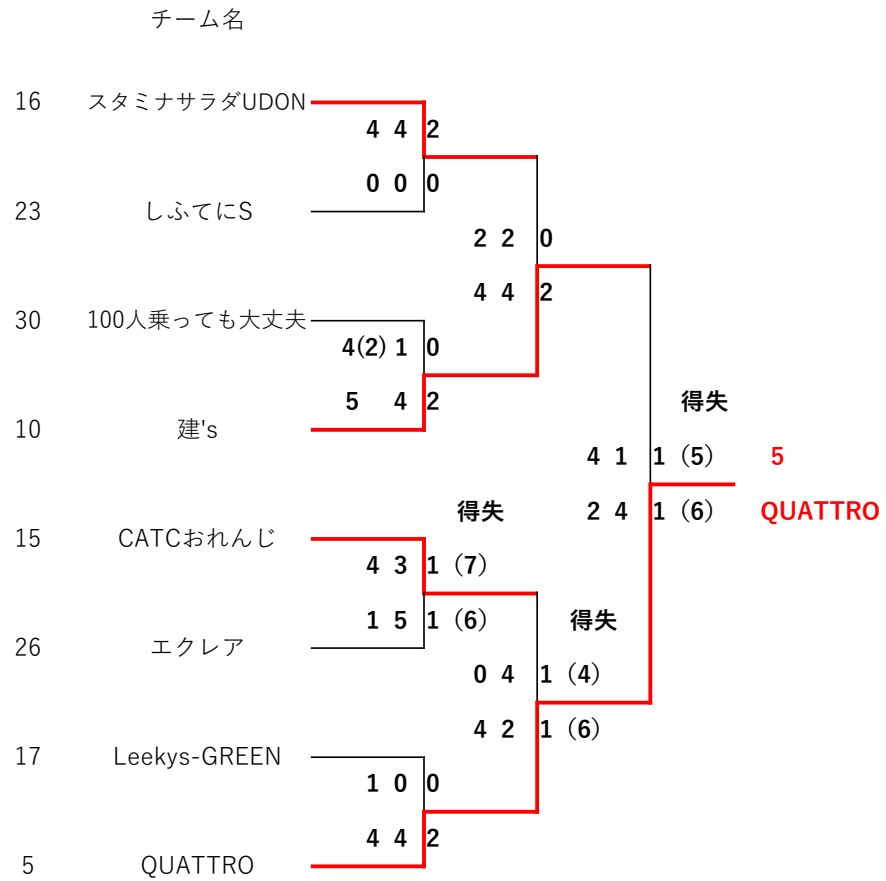 チーム名
16 スタミナサラダUDON
4 4 2
0 0 0
23 しふてにS
2 2 0
4 4 2
30 100人乗っても大丈夫
4(2) 1 0
5 4 2
10 建's
得失
4 1 1 (5) 5
2 4 1 (6) QUATTRO
得失
15 CATCおれんじ
4 3 1 (7)
1 5 1 (6)
得失
26 エクレア
0 4 1 (4)
4 2 1 (6)
17 Leekys-GREEN
1 0 0
4 4 2
5 QUATTRO